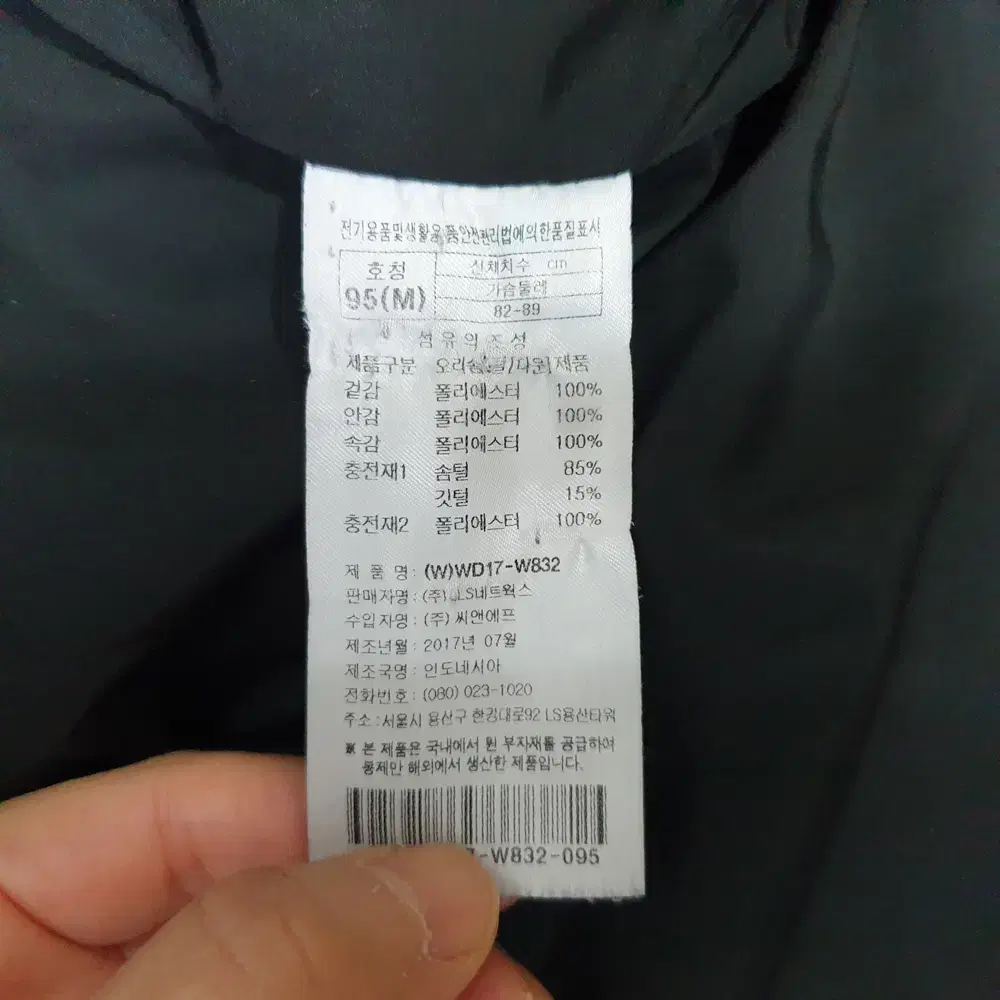 전기용품및생활용품안전관리법에의한품질표시
호칭 신체치수 cm
95(M) 가슴둘레
82-89
섬유의 조성
제품구분 오리솜털/다운제품
겉감 폴리에스터 100%
안감 폴리에스터 100%
속감 폴리에스터 100%
충전재1 솜털 85%
깃털 15%
충전재2 폴리에스터 100%
제 품 명 : (W)WD17-W832
판매자명 : (주) LS네트웍스
수입자명 : (주) 씨앤에프
제조년월 : 2017년 07월
제조국명 : 인도네시아
전화번호 : (080) 023-1020
주소 : 서울시 용산구 한강대로92 LS용산타워
※ 본 제품은 국내에서 원 부자재를 공급하여
봉제만 해외에서 생산한 제품입니다.
-W832-095